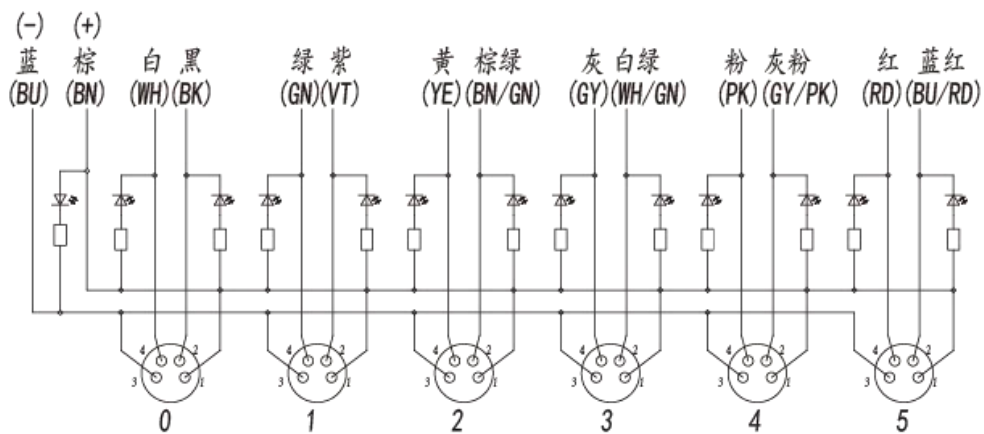 (-) (+)
蓝 棕 白 黑 绿 紫 黄 棕绿 灰 白绿 粉 灰粉 红 蓝红
(BU) (BN) (WH)(BK) (GN)(VT) (YE)(BN/GN) (GY)(WH/GN) (PK)(GY/PK) (RD)(BU/RD)
4 2 4 2 4 2 4 2 4 2 4 2
3 1 3 1 3 1 3 1 3 1 3 1
0 1 2 3 4 5